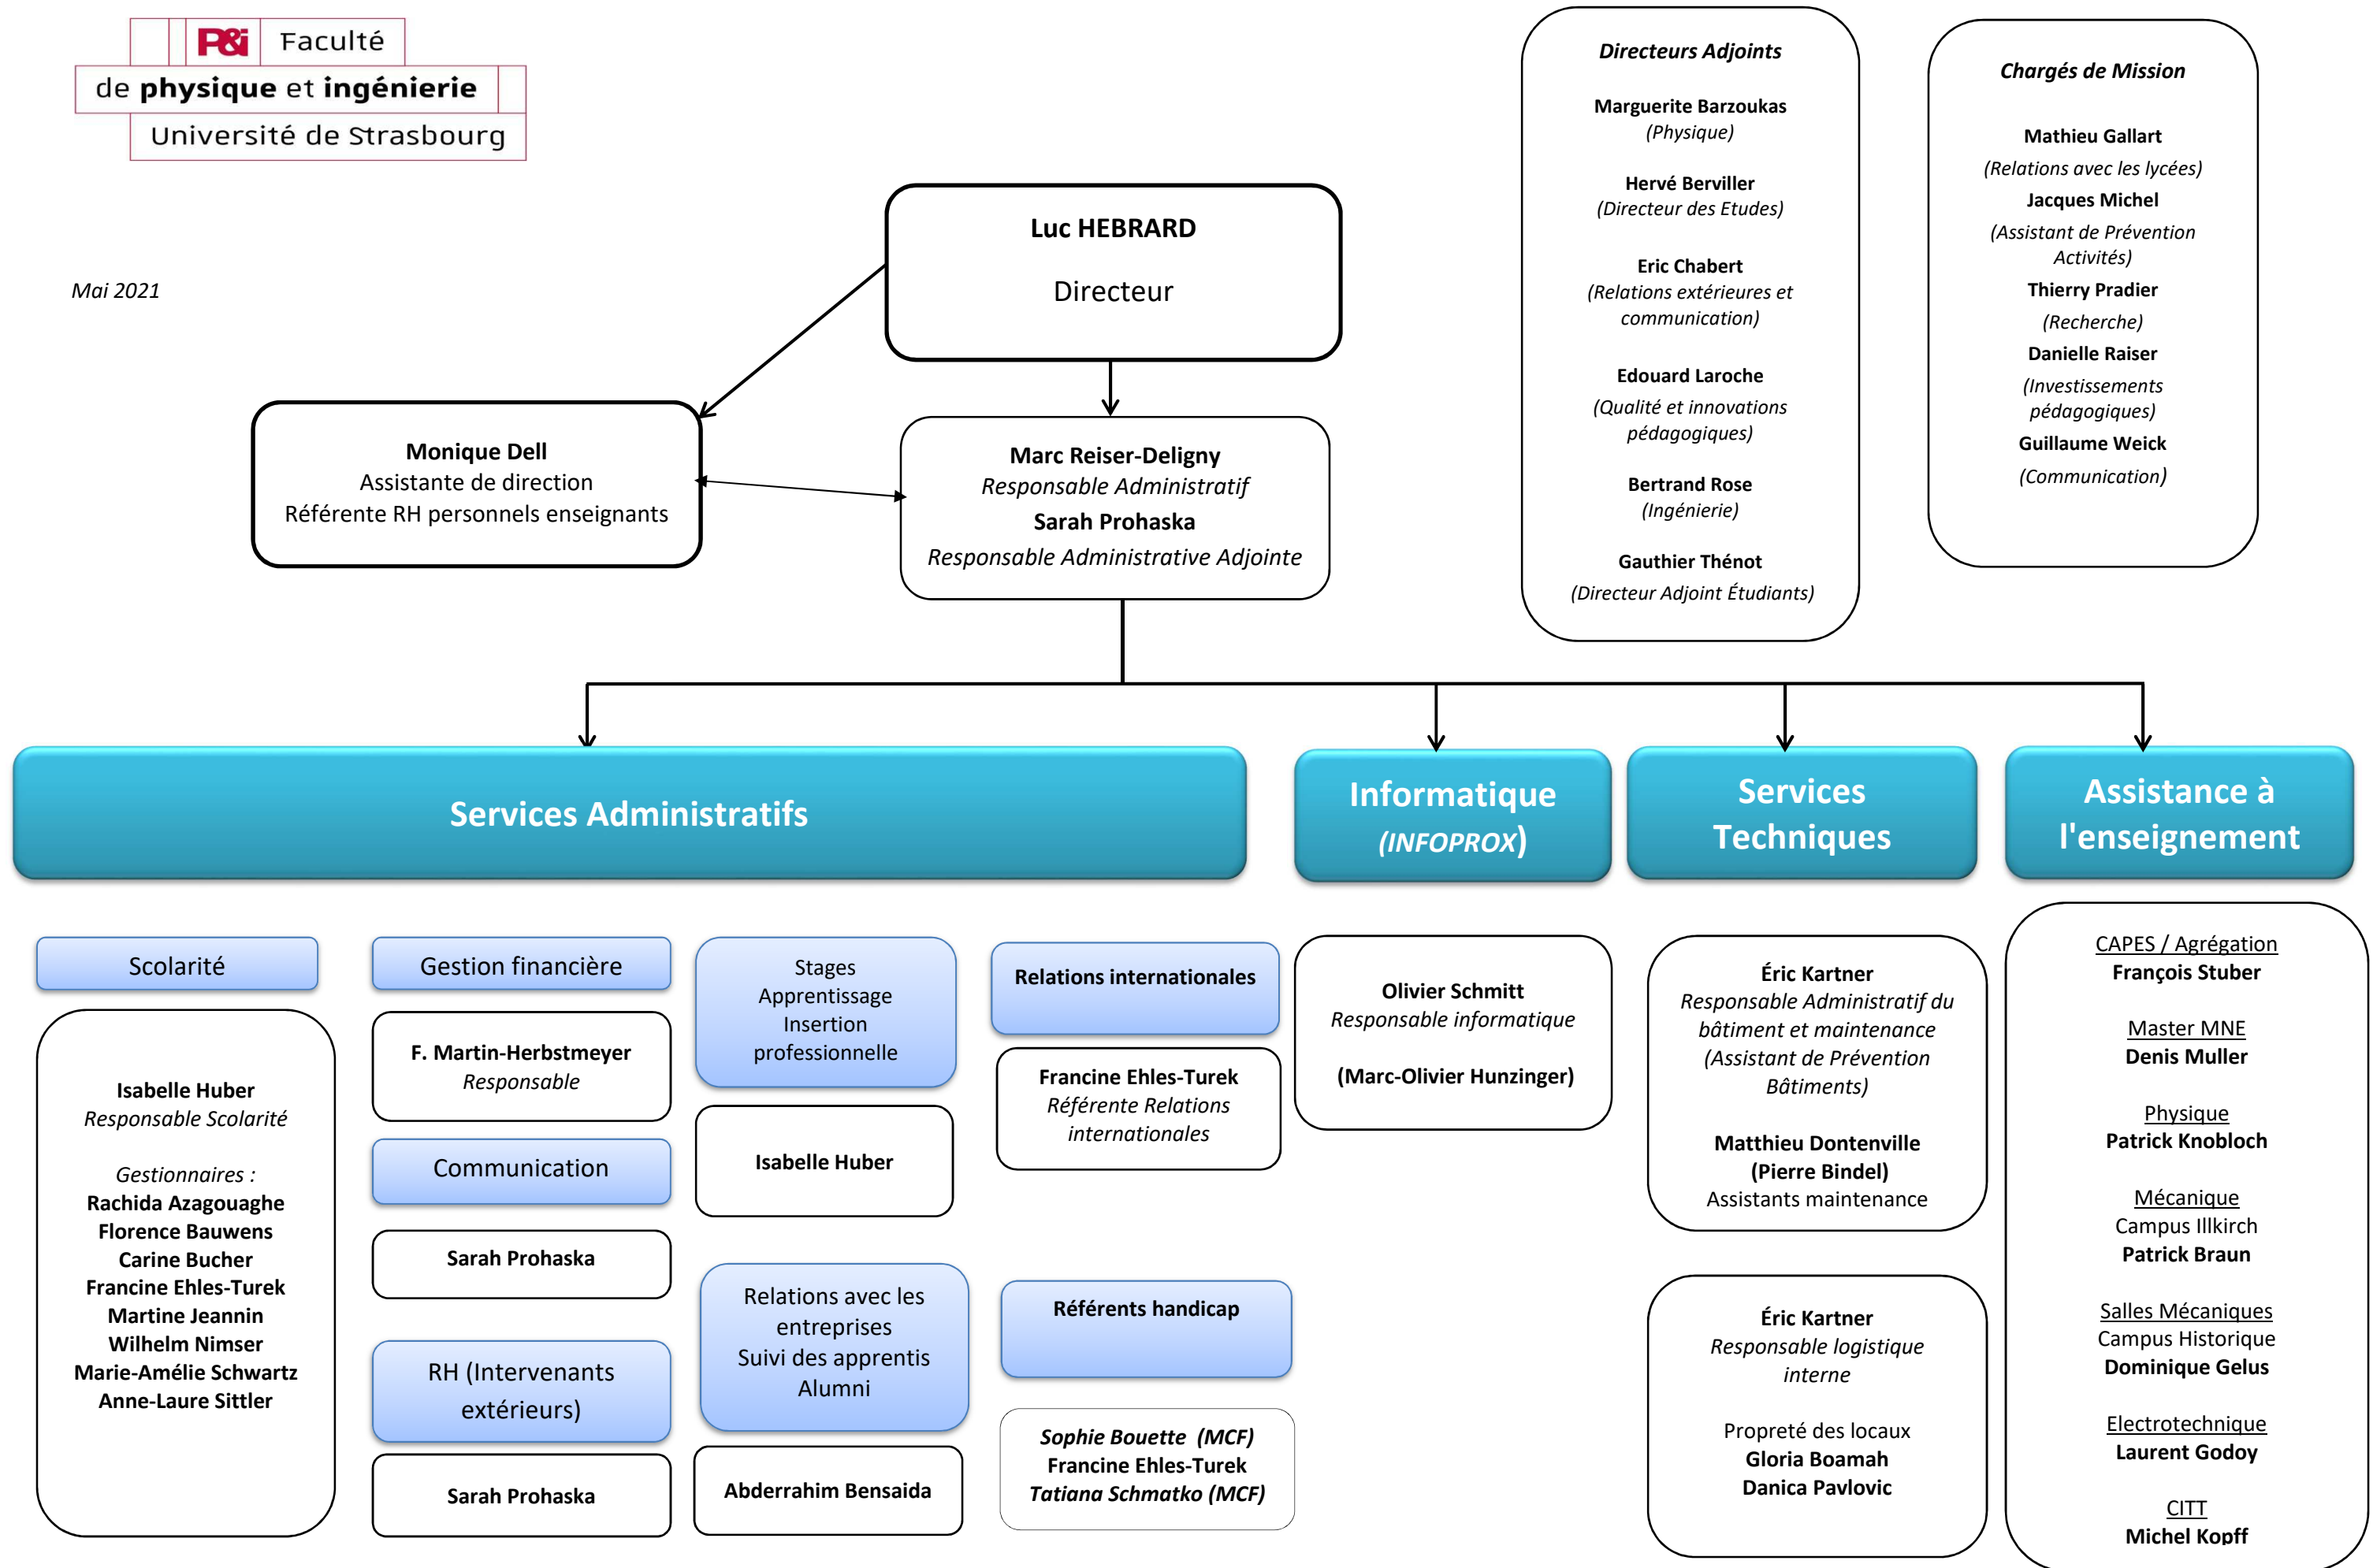 P&i Faculté
de physique et ingénierie
Université de Strasbourg
Mai 2021
Luc HEBRARD
Directeur
Monique Dell
Assistante de direction
Référente RH personnels enseignants
Marc Reiser-Deligny
Responsable Administratif
Sarah Prohaska
Responsable Administrative Adjointe
Directeurs Adjoints
Marguerite Barzoukas
(Physique)
Hervé Berviller
(Directeur des Etudes)
Eric Chabert
(Relations extérieures et
communication)
Edouard Laroche
(Qualité et innovations
pédagogiques)
Bertrand Rose
(Ingénierie)
Gauthier Thénot
(Directeur Adjoint Étudiants)
Chargés de Mission
Mathieu Gallart
(Relations avec les lycées)
Jacques Michel
(Assistant de Prévention
Activités)
Thierry Pradier
(Recherche)
Danielle Raiser
(Investissements
pédagogiques)
Guillaume Weick
(Communication)
Services Administratifs
Informatique
(INFOPROX)
Services
Techniques
Assistance à
l'enseignement
Scolarité
Isabelle Huber
Responsable Scolarité
Gestionnaires :
Rachida Azagouaghe
Florence Bauwens
Carine Bucher
Francine Ehles-Turek
Martine Jeannin
Wilhelm Nimser
Marie-Amélie Schwartz
Anne-Laure Sittler
Gestion financière
F. Martin-Herbstmeyer
Responsable
Communication
Sarah Prohaska
RH (Intervenants
extérieurs)
Sarah Prohaska
Stages
Apprentissage
Insertion
professionnelle
Isabelle Huber
Relations avec les
entreprises
Suivi des apprentis
Alumni
Abderrahim Bensaida
Relations internationales
Francine Ehles-Turek
Référente Relations
internationales
Référents handicap
Sophie Bouette (MCF)
Francine Ehles-Turek
Tatiana Schmatko (MCF)
Olivier Schmitt
Responsable informatique
(Marc-Olivier Hunzinger)
Éric Kartner
Responsable Administratif du
bâtiment et maintenance
(Assistant de Prévention
Bâtiments)
Matthieu Dontenville
(Pierre Bindel)
Assistants maintenance
Éric Kartner
Responsable logistique
interne
Propreté des locaux
Gloria Boamah
Danica Pavlovic
CAPES / Agrégation
François Stuber
Master MNE
Denis Muller
Physique
Patrick Knobloch
Mécanique
Campus Illkirch
Patrick Braun
Salles Mécaniques
Campus Historique
Dominique Gelus
Electrotechnique
Laurent Godoy
CITT
Michel Kopff